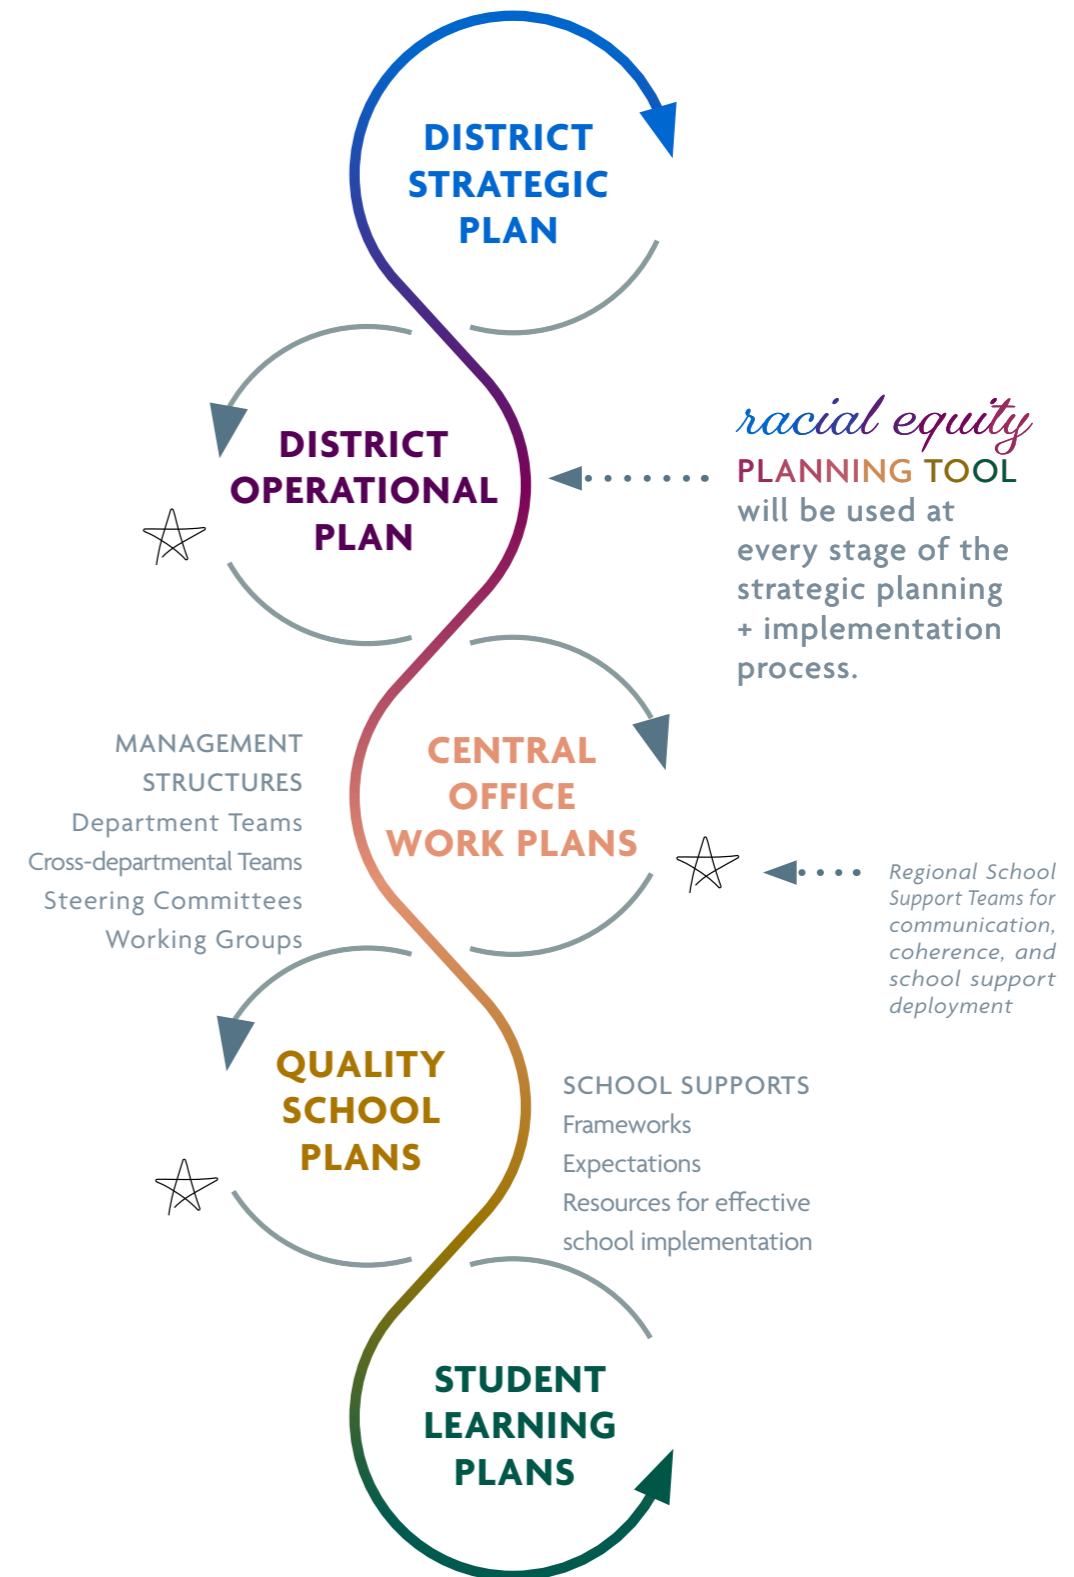 DISTRICT
STRATEGIC
PLAN
DISTRICT
OPERATIONAL
PLAN
racial equity
PLANNING TOOL
will be used at
every stage of the
strategic planning
+ implementation
process.
MANAGEMENT
STRUCTURES
Department Teams
Cross-departmental Teams
Steering Committees
Working Groups
CENTRAL
OFFICE
WORK PLANS
Regional School
Support Teams for
communication,
coherence, and
school support
deployment
QUALITY
SCHOOL
PLANS
SCHOOL SUPPORTS
Frameworks
Expectations
Resources for effective
school implementation
STUDENT
LEARNING
PLANS